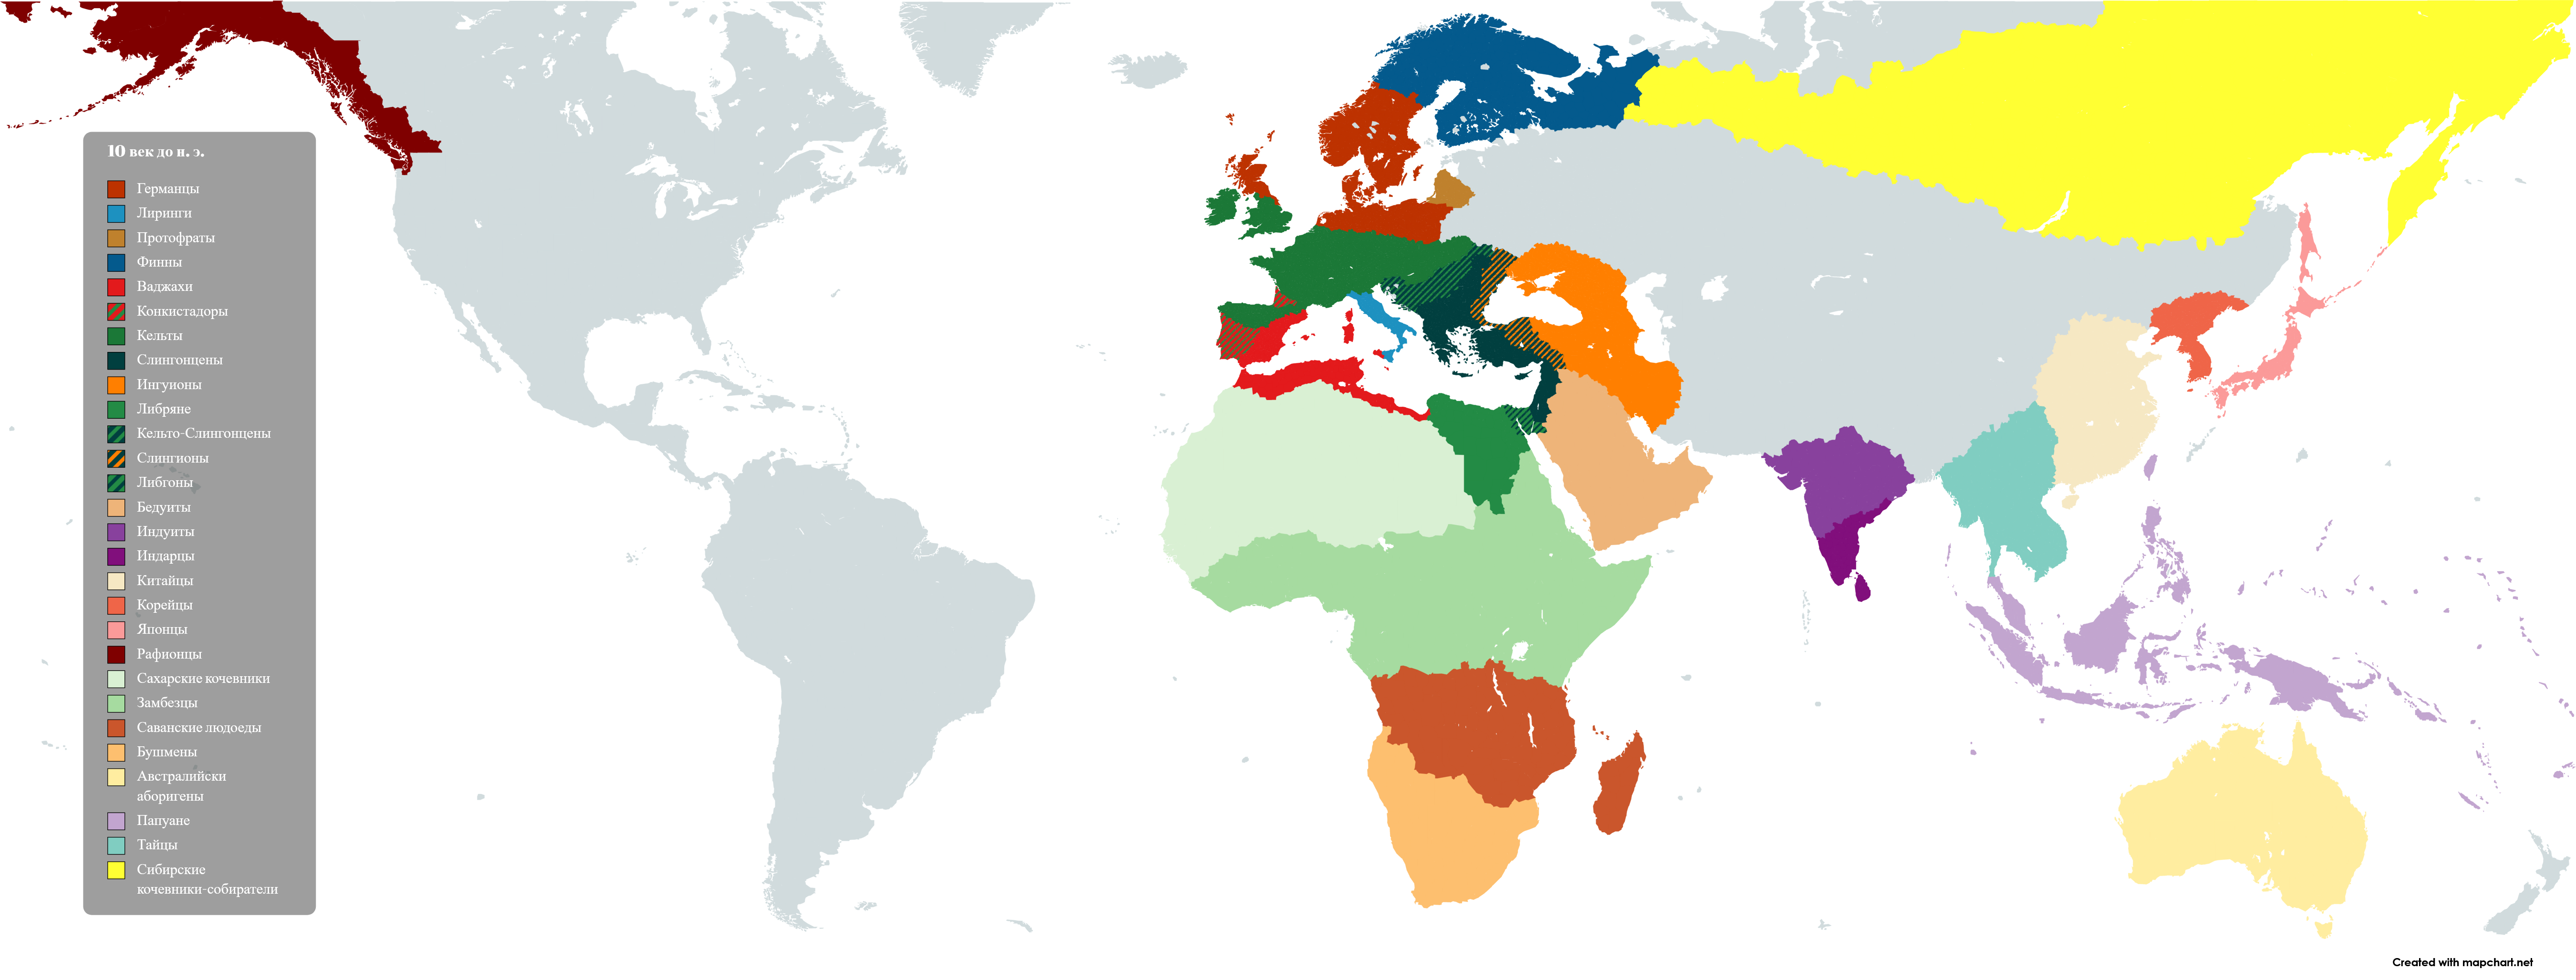 10 век до н. э.
Германцы
Лиринги
Протофраты
Финны
Ваджахи
Конкистадоры
Кельты
Слингонцены
Ингуионы
Либряне
Кельто-Слингонцены
Слингионы
Либгоны
Бедуиты
Индуиты
Индарцы
Китайцы
Корейцы
Японцы
Рафионцы
Сахарские кочевники
Замбезцы
Саванские людоеды
Бушмены
Австралийски
аборигены
Папуане
Тайцы
Сибирские
кочевники-собиратели
Created with mapchart.net